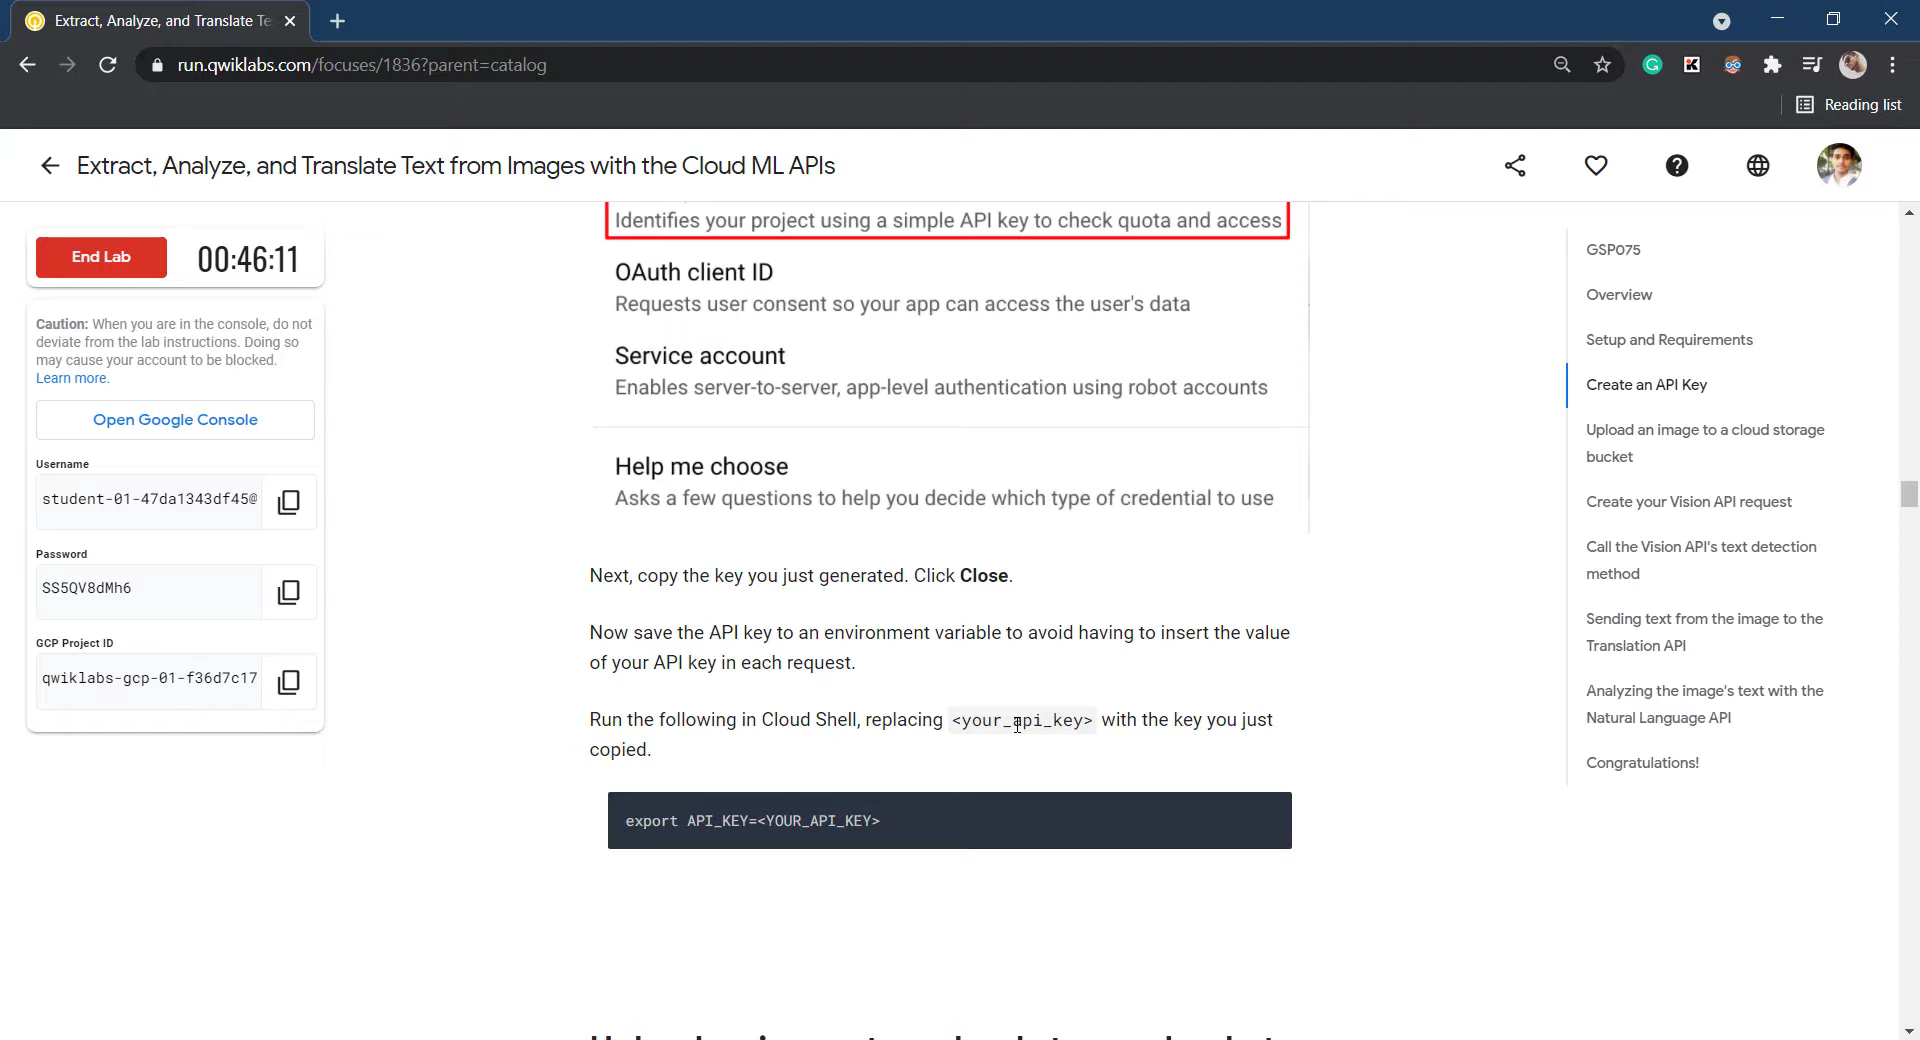 Extract, Analyze, and Translate Te
run.qwiklabs.com/focuses/1836?parent=catalog
Reading list
Extract, Analyze, and Translate Text from Images with the Cloud ML APIs
End Lab
00:46:11
Caution: When you are in the console, do not
deviate from the lab instructions. Doing so
may cause your account to be blocked.
Learn more.
Open Google Console
Username
student-01-47da1343df45@
Password
SS5QV8dMh6
GCP Project ID
qwiklabs-gcp-01-f36d7c17
Identifies your project using a simple API key to check quota and access
OAuth client ID
Requests user consent so your app can access the user's data
Service account
Enables server-to-server, app-level authentication using robot accounts
Help me choose
Asks a few questions to help you decide which type of credential to use
Next, copy the key you just generated. Click Close.
Now save the API key to an environment variable to avoid having to insert the value
of your API key in each request.
Run the following in Cloud Shell, replacing <your_api_key> with the key you just
copied.
export API_KEY=<YOUR_API_KEY>
GSP075
Overview
Setup and Requirements
Create an API Key
Upload an image to a cloud storage
bucket
Create your Vision API request
Call the Vision API's text detection
method
Sending text from the image to the
Translation API
Analyzing the image's text with the
Natural Language API
Congratulations!